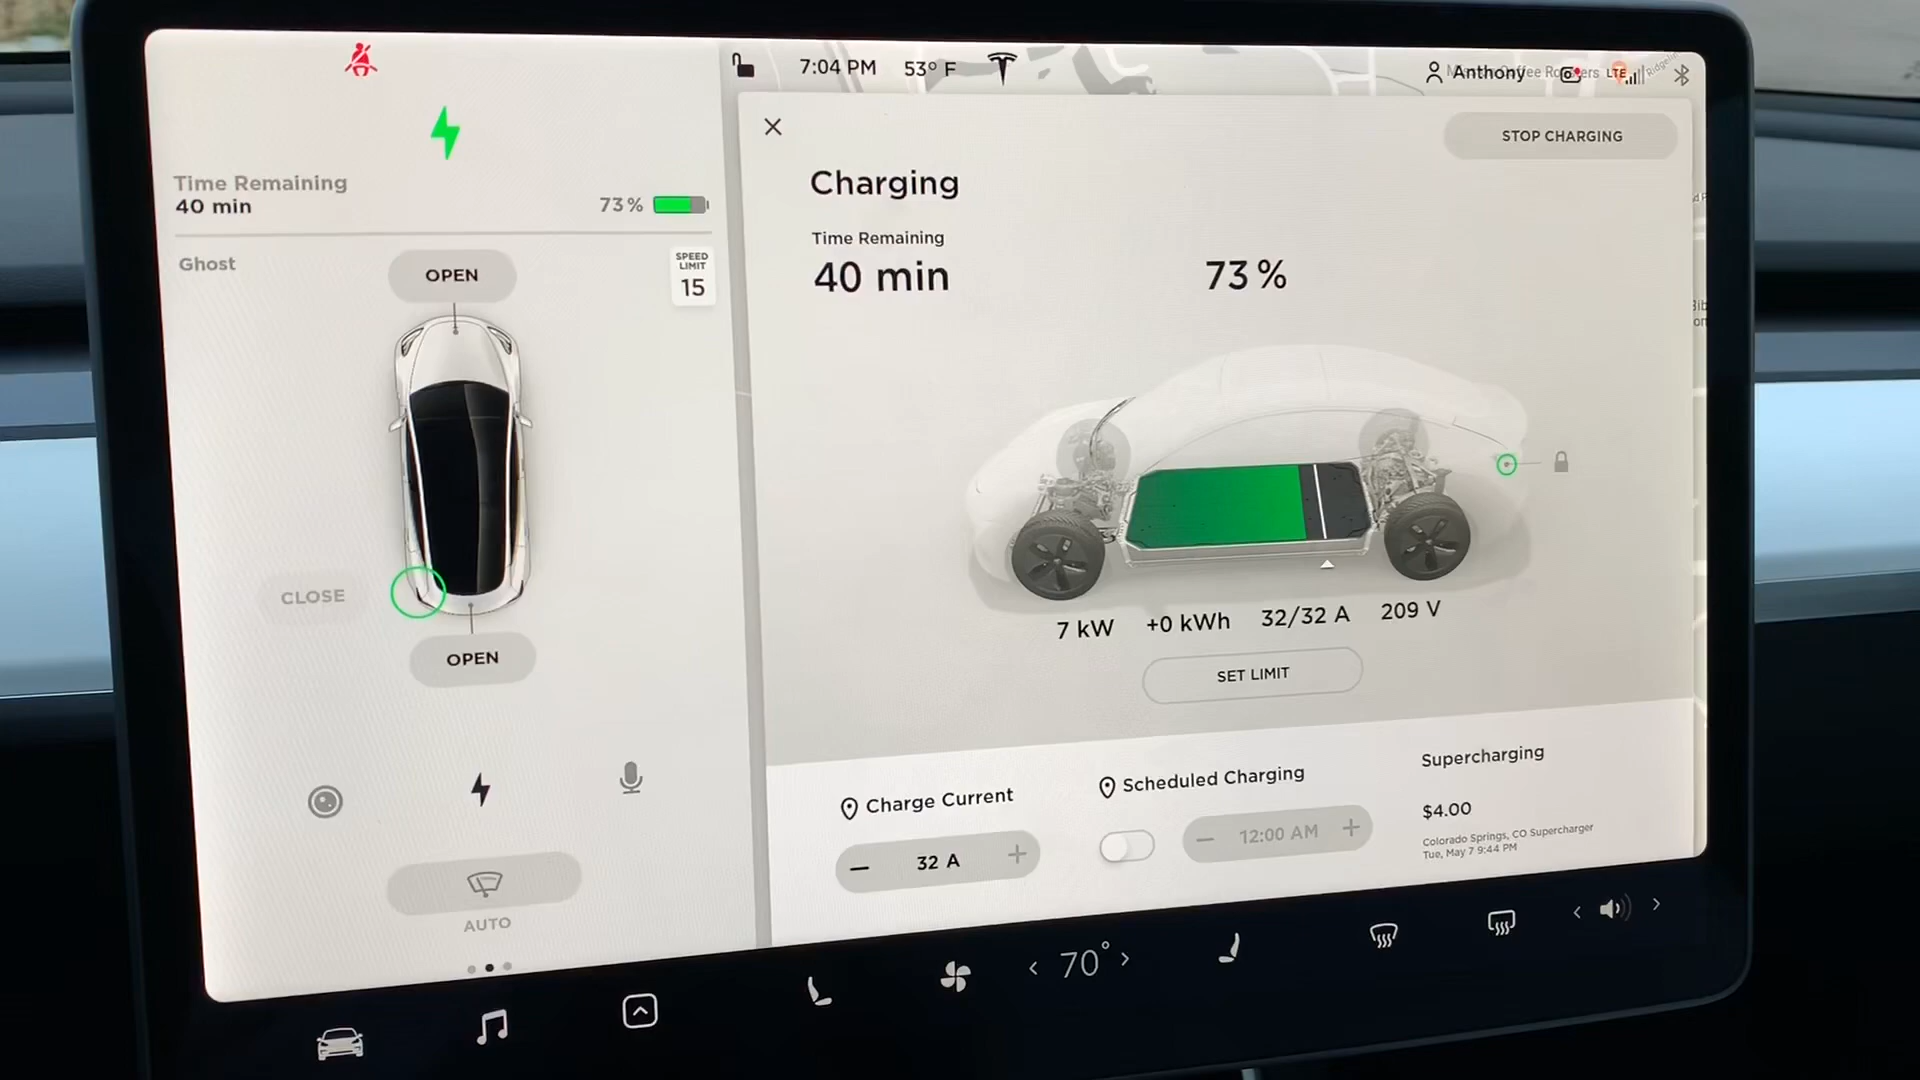 7:04 PM
53° F
Anthony
LTE
Time Remaining
40 min
73 %
Ghost
OPEN
SPEED
LIMIT
15
CLOSE
OPEN
AUTO
STOP CHARGING
Charging
Time Remaining
40 min
73 %
7 kW +0 kWh 32/32 A 209 V
SET LIMIT
Charge Current
32 A
Scheduled Charging
12:00 AM
Supercharging
$4.00
Colorado Springs, CO Supercharger
Tue, May 7 9:44 PM
70°